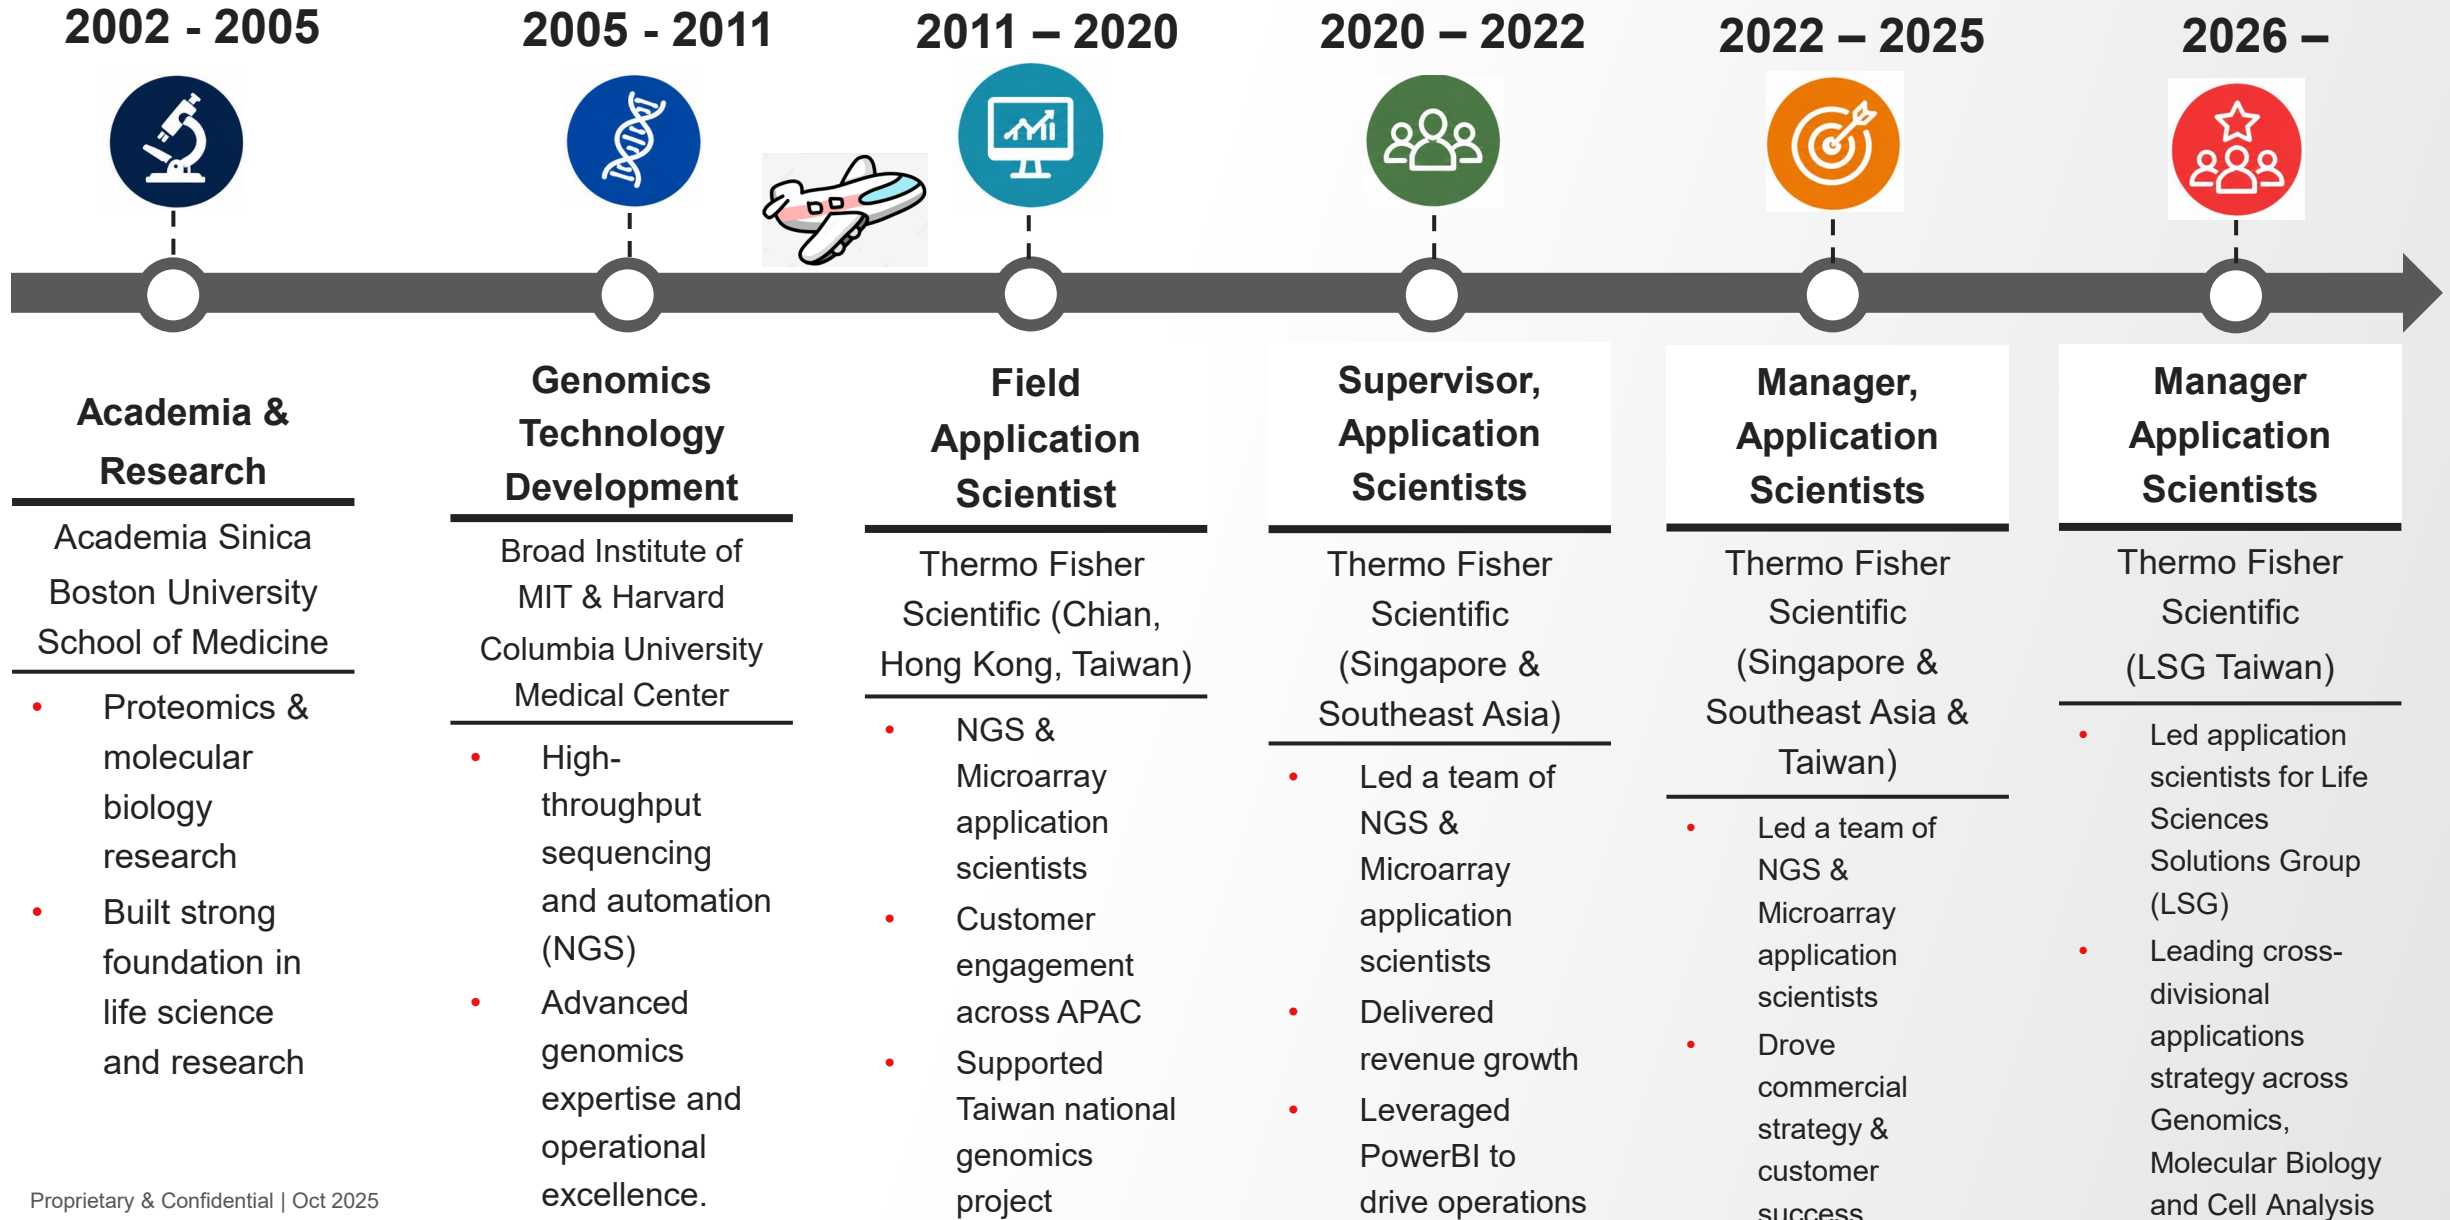 2002 - 2005
2005 - 2011
2011 – 2020
2020 – 2022
2022 – 2025
2026 –
Academia &
Research
Academia Sinica
Boston University
School of Medicine
• Proteomics &
molecular
biology
research
• Built strong
foundation in
life science
and research
Genomics
Technology
Development
Broad Institute of
MIT & Harvard
Columbia University
Medical Center
• High-
throughput
sequencing
and automation
(NGS)
• Advanced
genomics
expertise and
operational
excellence.
Field
Application
Scientist
Thermo Fisher
Scientific (Chian,
Hong Kong, Taiwan)
• NGS &
Microarray
application
scientists
• Customer
engagement
across APAC
• Supported
Taiwan national
genomics
project
Supervisor,
Application
Scientists
Thermo Fisher
Scientific
(Singapore &
Southeast Asia)
• Led a team of
NGS &
Microarray
application
scientists
• Delivered
revenue growth
• Leveraged
PowerBI to
drive operations
Manager,
Application
Scientists
Thermo Fisher
Scientific
(Singapore &
Southeast Asia &
Taiwan)
• Led a team of
NGS &
Microarray
application
scientists
• Drove
commercial
strategy &
customer
success
Manager
Application
Scientists
Thermo Fisher
Scientific
(LSG Taiwan)
• Led application
scientists for Life
Sciences
Solutions Group
(LSG)
• Leading cross-
divisional
applications
strategy across
Genomics,
Molecular Biology
and Cell Analysis
Proprietary & Confidential | Oct 2025